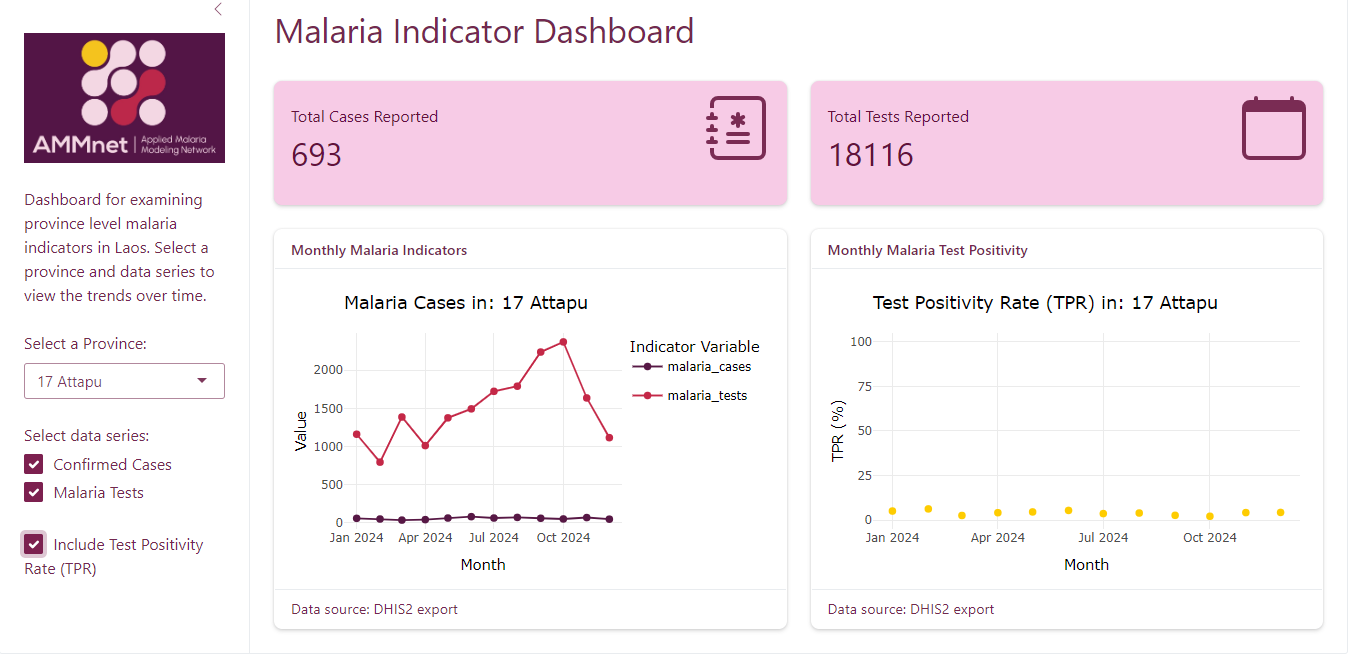 AMMnet | Applied Malaria
Modeling Network
Dashboard for examining
province level malaria
indicators in Laos. Select a
province and data series to
view the trends over time.
Select a Province:
17 Attapu
Select data series:
Confirmed Cases
Malaria Tests
Include Test Positivity
Rate (TPR)
Malaria Indicator Dashboard
Total Cases Reported
693
Total Tests Reported
18116
Monthly Malaria Indicators
Malaria Cases in: 17 Attapu
Value
2000
1500
1000
500
0
Jan 2024 Apr 2024 Jul 2024 Oct 2024
Month
Indicator Variable
malaria_cases
malaria_tests
Data source: DHIS2 export
Monthly Malaria Test Positivity
Test Positivity Rate (TPR) in: 17 Attapu
TPR (%)
100
75
50
25
0
Jan 2024 Apr 2024 Jul 2024 Oct 2024
Month
Data source: DHIS2 export